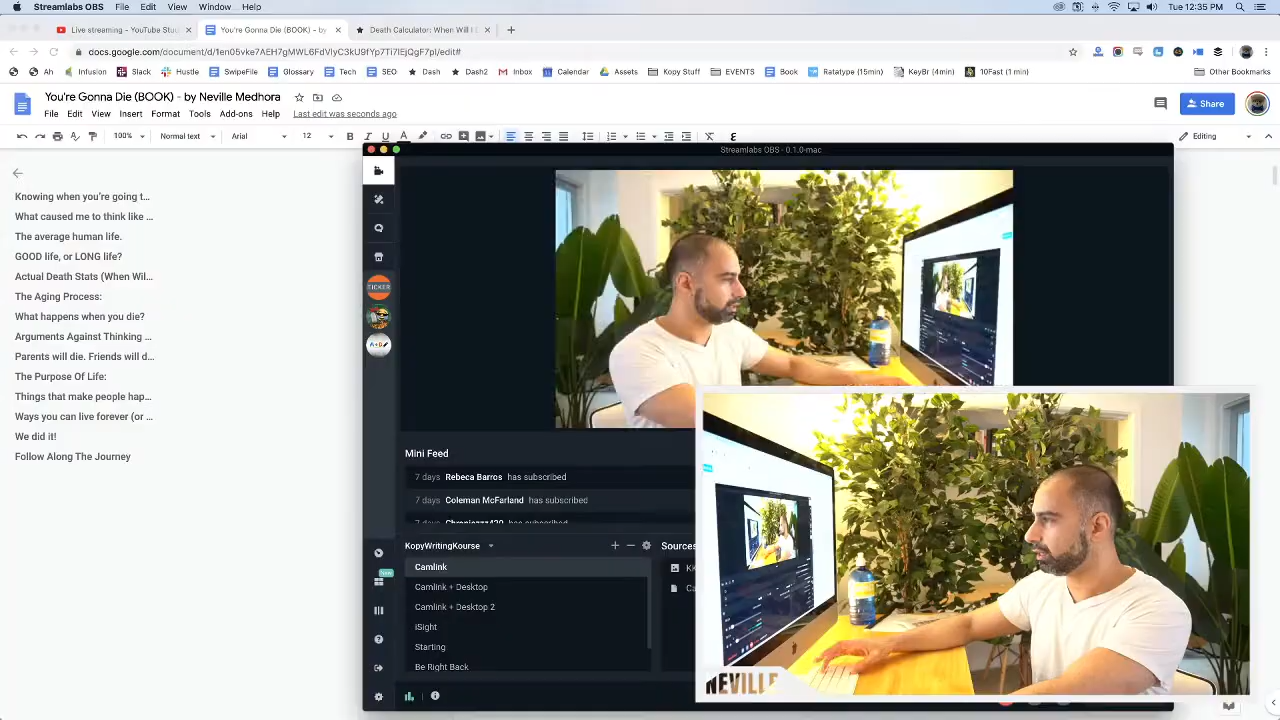 Streamlabs OBS File Edit View Window Help Tue 12:35 PM
Live streaming - YouTube Stu You're Gonna Die (BOOK) - by Death Calculator: When Will I
docs.google.com/document/d/1en05vke7AEH7gMWL6FdVIyC3kU9fYp7Ti7IEjQgF7pI/edit#
Ah Infusion Slack Hustle SwipeFile Glossary Tech SEO Dash Dash2 Inbox Calendar Assets Kopy Stuff EVENTS Book Ratatype (15min) KeyBr (4min) 10Fast (1 min) Other Bookmarks
You're Gonna Die (BOOK) - by Neville Medhora
File Edit View Insert Format Tools Add-ons Help Last edit was seconds ago
Share
100% Normal text Arial 12 B I U A Editing
Streamlabs OBS - 0.1.0-mac
Knowing when you're going t...
What caused me to think like ...
The average human life.
GOOD life, or LONG life?
Actual Death Stats (When Wil...
The Aging Process:
What happens when you die?
Arguments Against Thinking ...
Parents will die. Friends will d...
The Purpose Of Life:
Things that make people hap...
Ways you can live forever (or ...
We did it!
Follow Along The Journey
TICKER
Mini Feed
7 days Rebeca Barros has subscribed
7 days Coleman McFarland has subscribed
7 days Chroniczzz420 has subscribed
KopyWritingKourse Sources
Camlink
Camlink + Desktop
Camlink + Desktop 2
iSight
Starting
Be Right Back
New
NEVILLE